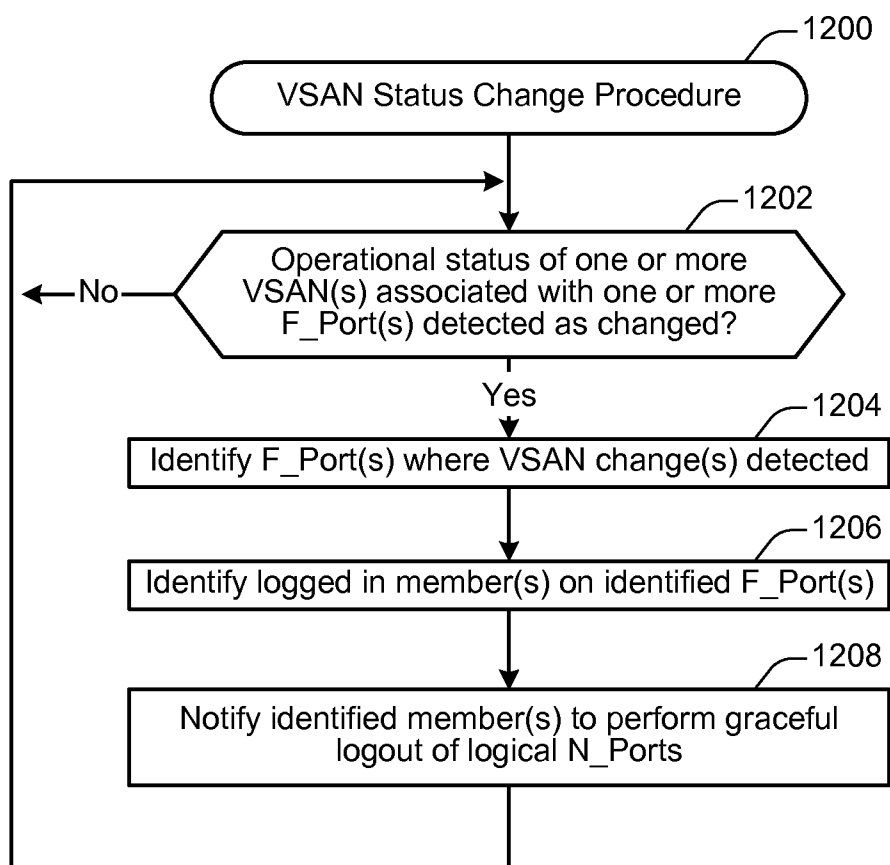 1200
VSAN Status Change Procedure
1202
Operational status of one or more
VSAN(s) associated with one or more
F_Port(s) detected as changed?
No
Yes
1204
Identify F_Port(s) where VSAN change(s) detected
1206
Identify logged in member(s) on identified F_Port(s)
1208
Notify identified member(s) to perform graceful
logout of logical N_Ports